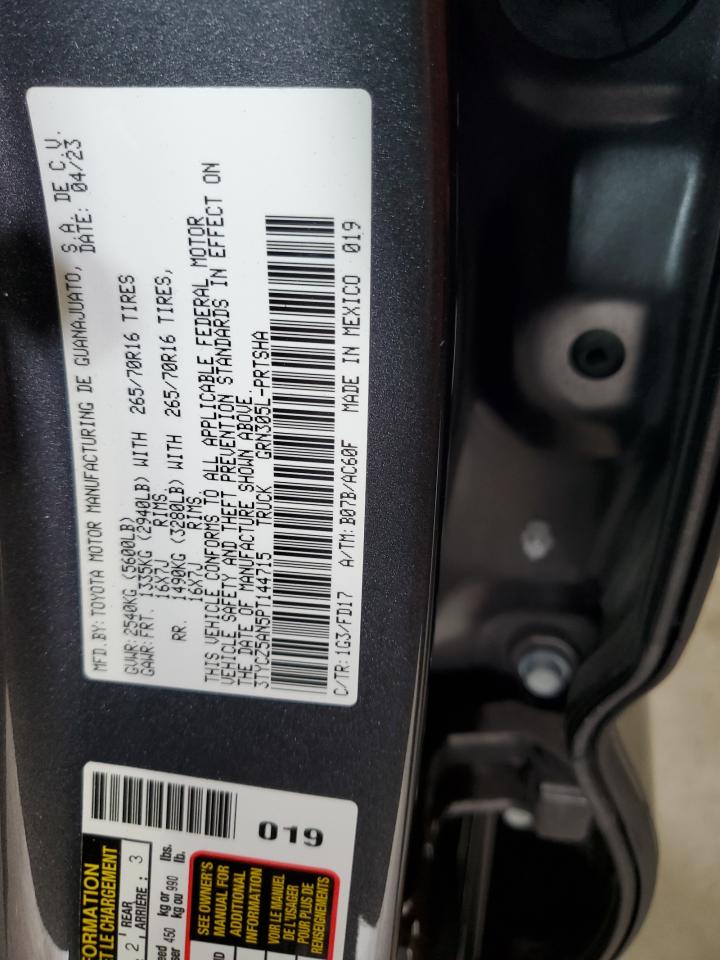 MFD. BY: TOYOTA MOTOR MANUFACTURING DE GUANAJUATO, S.A. DE C.V.
DATE: 04/23
GVWR: 2540KG (5600LB)
GAWR: FRT. 1335KG (2940LB) WITH 265/70R16 TIRES
16X7J RIMS.
RR. 1490KG (3280LB) WITH 265/70R16 TIRES,
16X7J RIMS.
THIS VEHICLE CONFORMS TO ALL APPLICABLE FEDERAL MOTOR
VEHICLE SAFETY AND THEFT PREVENTION STANDARDS IN EFFECT ON
THE DATE OF MANUFACTURE SHOWN ABOVE.
3TYCZ5AN5PT144715 TRUCK GRN305L-PRTSHA
C/TR: 1G3/FD17 A/TM: B07B/AC60F MADE IN MEXICO 019
019
FORMATION
ET LE CHARGEMENT
2 REAR ARRIÈRE : 3
450 kg or 990 lbs.
kg ou lb.
SEE OWNER'S
MANUAL FOR
ADDITIONAL
INFORMATION
VOIR LE MANUEL
DE L'USAGER
POUR PLUS DE
RENSEIGNEMENTS